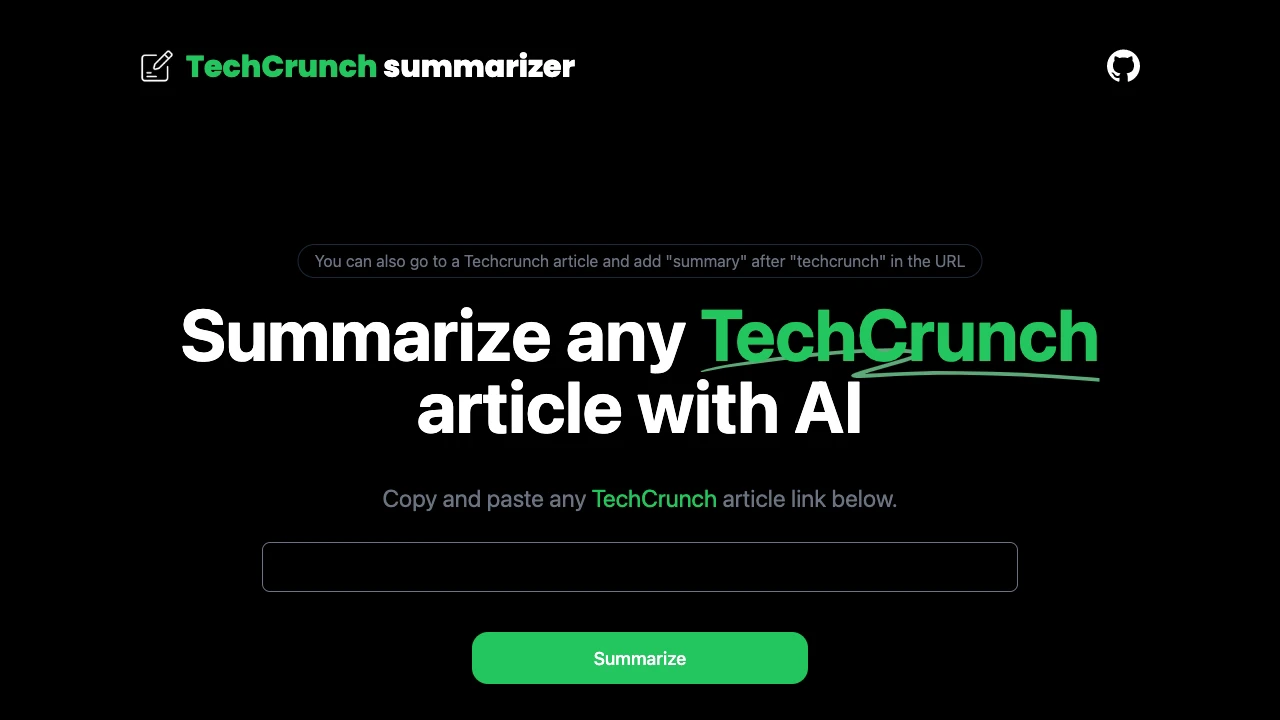 TechCrunch summarizer
You can also go to a Techcrunch article and add "summary" after "techcrunch" in the URL
Summarize any TechCrunch
article with AI
Copy and paste any TechCrunch article link below.
Summarize